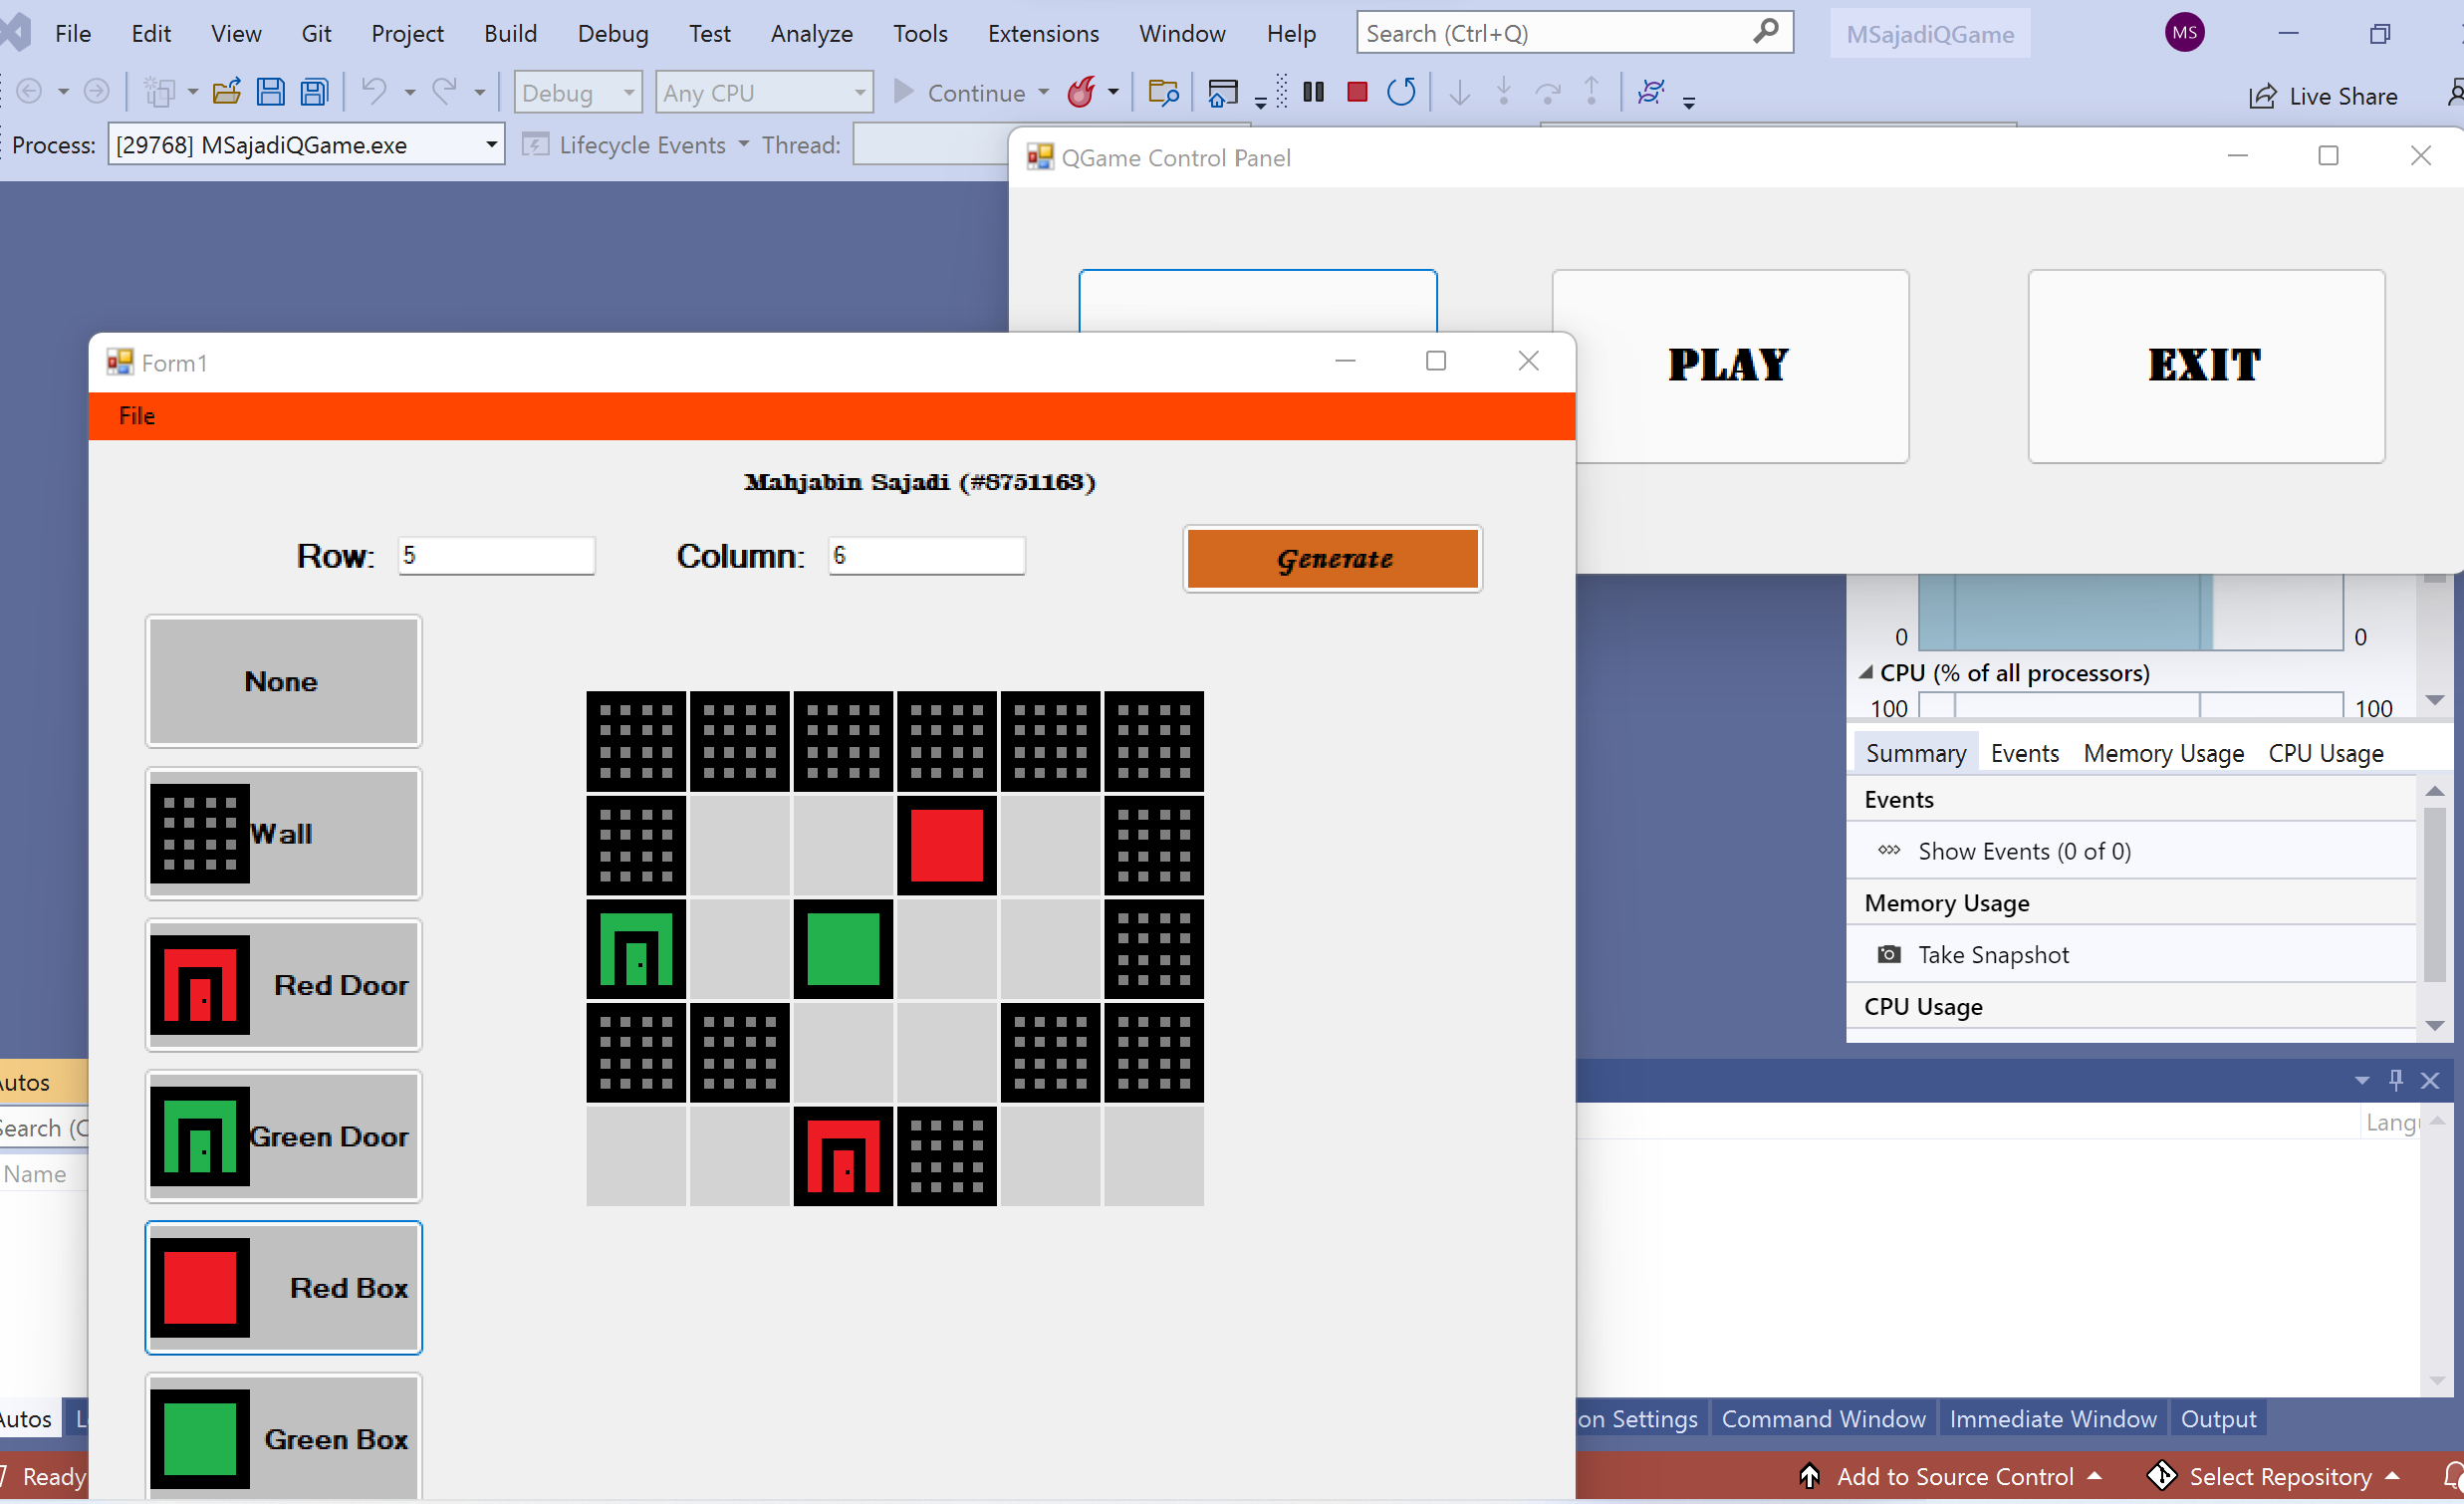 File Edit View Git Project Build Debug Test Analyze Tools Extensions Window Help Search (Ctrl+Q) MSajadiQGame MS
Debug Any CPU Continue Live Share
Process: [29768] MSajadiQGame.exe Lifecycle Events Thread:
QGame Control Panel
PLAY EXIT
Form1
File
Mahjabin Sajadi (#8751163)
Row: 5 Column: 6 Generate
None
Wall
Red Door
Green Door
Red Box
Green Box
0 0
CPU (% of all processors)
100 100
Summary Events Memory Usage CPU Usage
Events
Show Events (0 of 0)
Memory Usage
Take Snapshot
CPU Usage
Autos
Search (C
Name
Langu
Autos L
on Settings Command Window Immediate Window Output
Ready Add to Source Control Select Repository